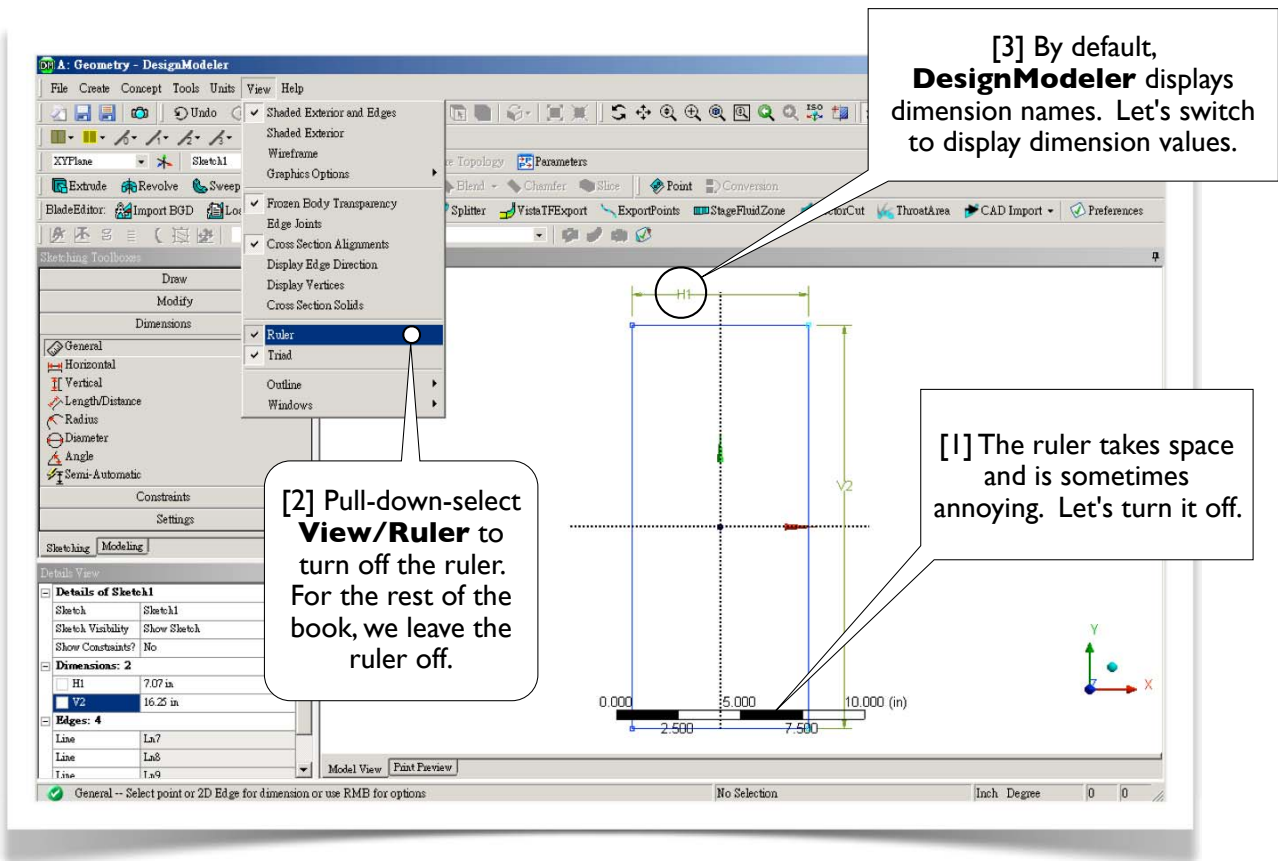 [3] By default,
DesignModeler displays
dimension names. Let's switch
to display dimension values.
A: Geometry - DesignModeler
File Create Concept Tools Units View Help
Undo
XYPlane Sketch1
Topology Parameters
Extrude Revolve Sweep
Blend Chamfer Slice Point Conversion
BladeEditor: Import BGD
Splitter VistaTFExport ExportPoints StageFluidZone ThroatArea CAD Import Preferences
Shaded Exterior and Edges
Shaded Exterior
Wireframe
Graphics Options
Frozen Body Transparency
Edge Joints
Cross Section Alignments
Display Edge Direction
Display Vertices
Cross Section Solids
Ruler
Triad
Outline
Windows
Sketching Toolboxes
Draw
Modify
Dimensions
General
Horizontal
Vertical
Length/Distance
Radius
Diameter
Angle
Semi-Automatic
Constraints
Settings
Sketching Modeling
Details View
Details of Sketch1
Sketch Sketch1
Sketch Visibility Show Sketch
Show Constraints? No
Dimensions: 2
H1 7.07 in
V2 16.25 in
Edges: 4
Line Ln7
Line Ln8
Line Ln9
H1
V2
[1] The ruler takes space
and is sometimes
annoying. Let's turn it off.
[2] Pull-down-select
View/Ruler to
turn off the ruler.
For the rest of the
book, we leave the
ruler off.
0.000 5.000 10.000 (in)
2.500 7.500
Y
Z X
Model View Print Preview
General -- Select point or 2D Edge for dimension or use RMB for options No Selection Inch Degree 0 0